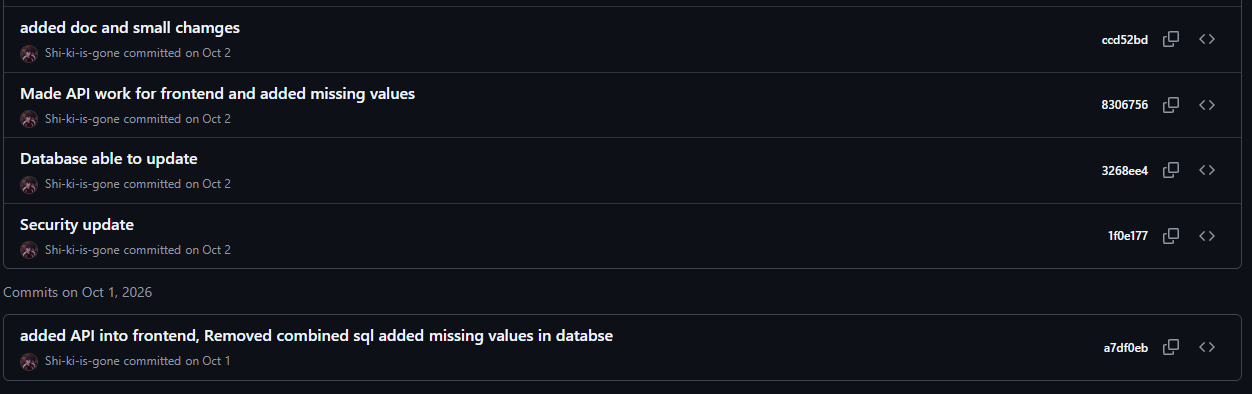 added doc and small chamges
Shi-ki-is-gone committed on Oct 2
ccd52bd
Made API work for frontend and added missing values
Shi-ki-is-gone committed on Oct 2
8306756
Database able to update
Shi-ki-is-gone committed on Oct 2
3268ee4
Security update
Shi-ki-is-gone committed on Oct 2
1f0e177
Commits on Oct 1, 2026
added API into frontend, Removed combined sql added missing values in databse
Shi-ki-is-gone committed on Oct 1
a7df0eb